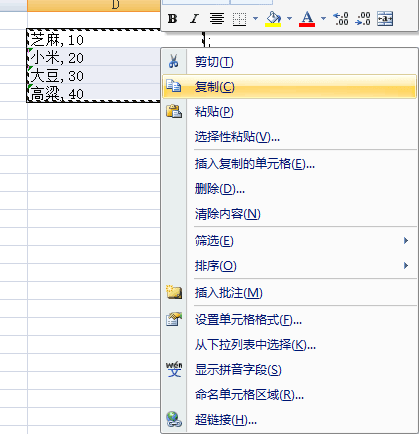 B I
.00
.0
D
芝麻,10
小米,20
大豆,30
高粱,40
剪切(T)
复制(C)
粘贴(P)
选择性粘贴(V)...
插入复制的单元格(E)...
删除(D)...
清除内容(N)
筛选(E)
排序(O)
插入批注(M)
设置单元格格式(F)...
从下拉列表中选择(K)...
wén
文
显示拼音字段(S)
命名单元格区域(R)...
超链接(H)...